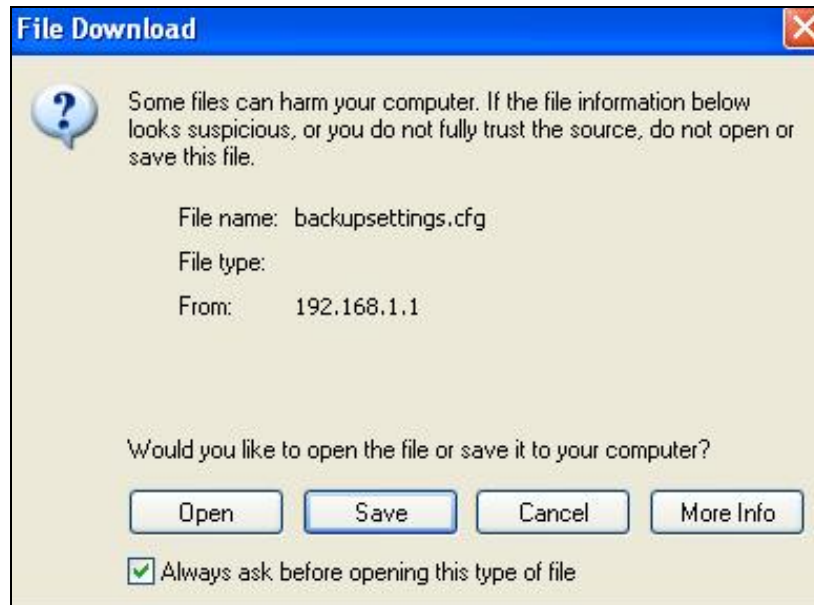 File Download
Some files can harm your computer. If the file information below
looks suspicious, or you do not fully trust the source, do not open or
save this file.
File name: backupsettings.cfg
File type:
From: 192.168.1.1
Would you like to open the file or save it to your computer?
Open Save Cancel More Info
Always ask before opening this type of file